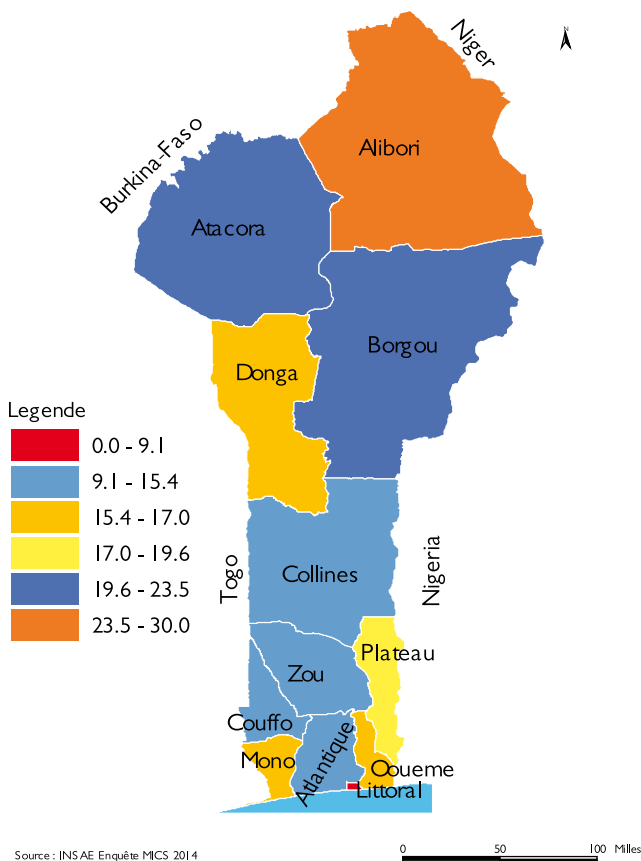 Niger
N
Burkina-Faso
Alibori
Atacora
Borgou
Donga
Legende
0.0 - 9.1
9.1 - 15.4
15.4 - 17.0
17.0 - 19.6
19.6 - 23.5
23.5 - 30.0
Togo
Nigeria
Collines
Plateau
Zou
Couffo
Atlantique
Mono
Ooueme
Littoral
Source : INSAE Enquête MICS 2014
0 50 100 Milles